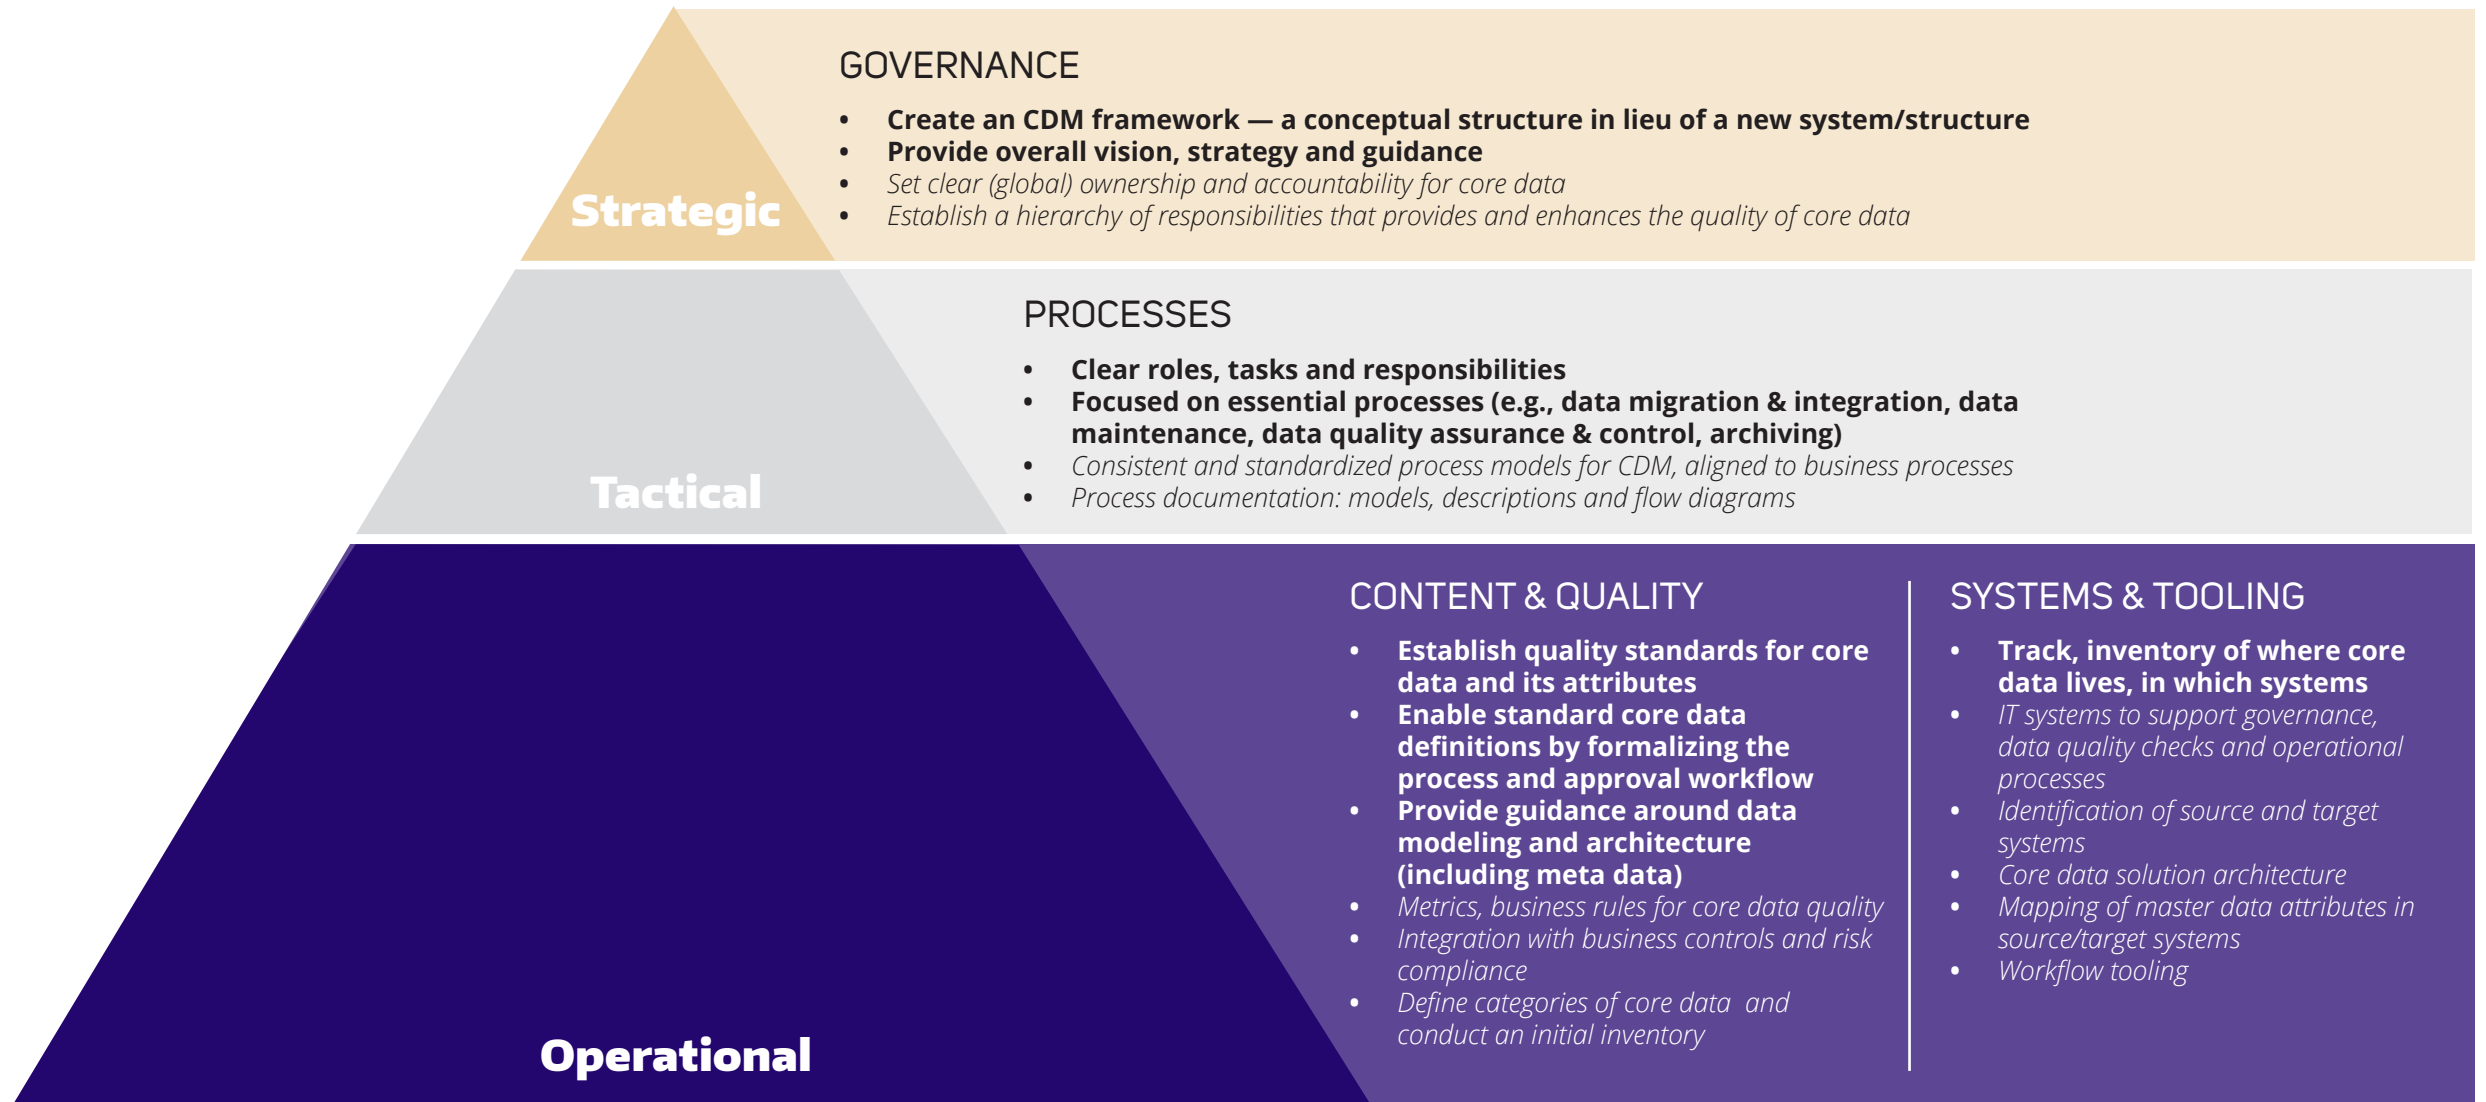 GOVERNANCE
• Create an CDM framework — a conceptual structure in lieu of a new system/structure
• Provide overall vision, strategy and guidance
• Set clear (global) ownership and accountability for core data
• Establish a hierarchy of responsibilities that provides and enhances the quality of core data
Strategic
PROCESSES
• Clear roles, tasks and responsibilities
• Focused on essential processes (e.g., data migration & integration, data
maintenance, data quality assurance & control, archiving)
• Consistent and standardized process models for CDM, aligned to business processes
• Process documentation: models, descriptions and flow diagrams
Tactical
CONTENT & QUALITY
• Establish quality standards for core
data and its attributes
• Enable standard core data
definitions by formalizing the
process and approval workflow
• Provide guidance around data
modeling and architecture
(including meta data)
• Metrics, business rules for core data quality
• Integration with business controls and risk
compliance
• Define categories of core data  and
conduct an initial inventory
SYSTEMS & TOOLING
• Track, inventory of where core
data lives, in which systems
• IT systems to support governance,
data quality checks and operational
processes
• Identification of source and target
systems
• Core data solution architecture
• Mapping of master data attributes in
source/target systems
• Workflow tooling
Operational